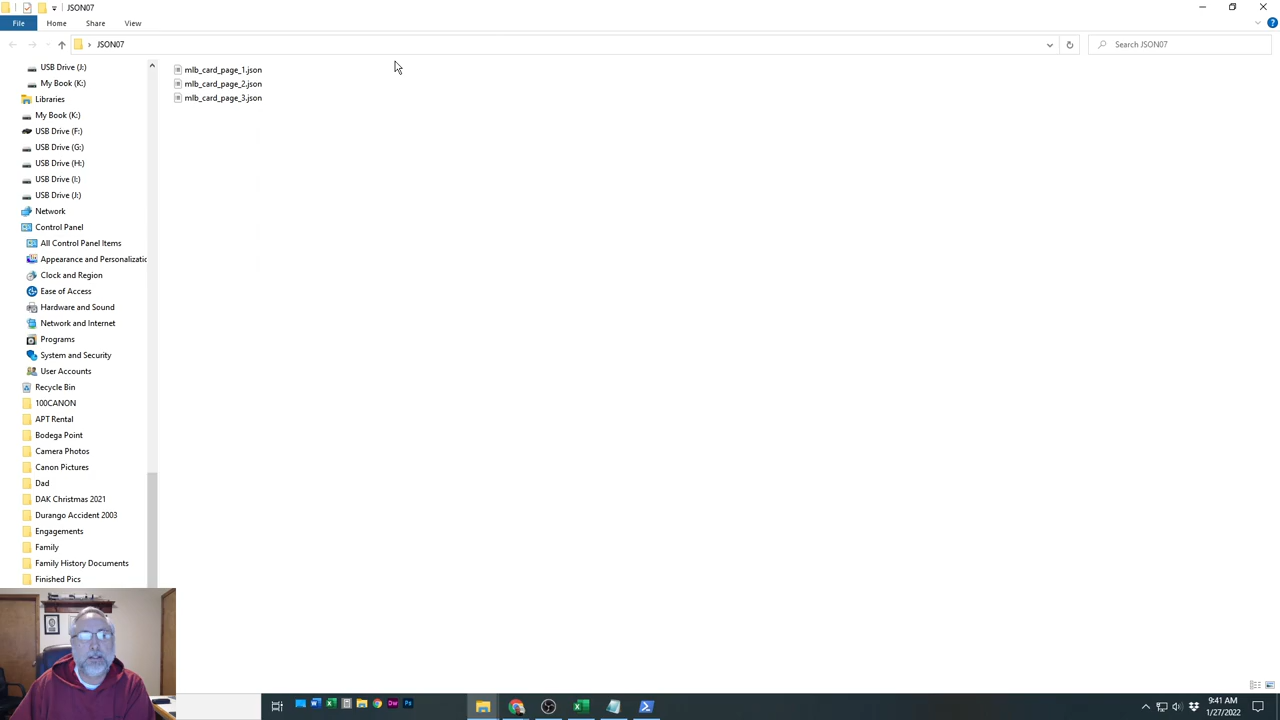 JSON07
File
Home
Share
View
JSON07
Search JSON07
USB Drive (J:)
My Book (K:)
Libraries
My Book (K:)
USB Drive (F:)
USB Drive (G:)
USB Drive (H:)
USB Drive (I:)
USB Drive (J:)
Network
Control Panel
All Control Panel Items
Appearance and Personalizatic
Clock and Region
Ease of Access
Hardware and Sound
Network and Internet
Programs
System and Security
User Accounts
Recycle Bin
100CANON
APT Rental
Bodega Point
Camera Photos
Canon Pictures
Dad
DAK Christmas 2021
Durango Accident 2003
Engagements
Family
Family History Documents
Finished Pics
mlb_card_page_1.json
mlb_card_page_2.json
mlb_card_page_3.json
Dw
Ps
9:41 AM
1/27/2022